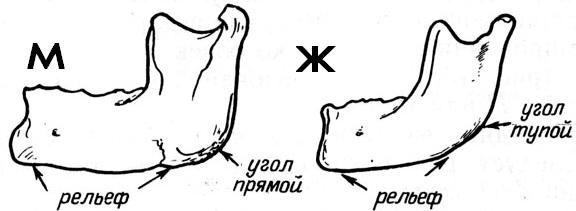 М
Ж
угол
прямой
рельеф
угол
тупой
рельеф